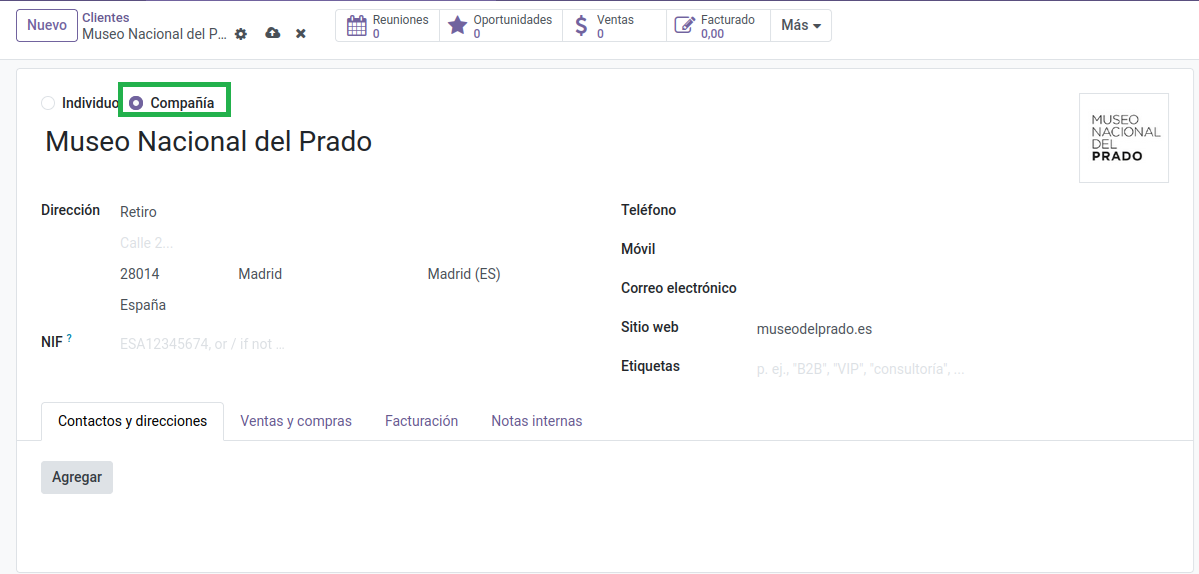 Nuevo
Clientes
Museo Nacional del P...
Reuniones
0
Oportunidades
0
Ventas
0
Facturado
0,00
Más
Individuo
Compañía
Museo Nacional del Prado
MUSEO
NACIONAL
DEL
PRADO
Dirección
Retiro
Calle 2...
28014 Madrid Madrid (ES)
España
NIF ?
ESA12345674, or / if not ...
Teléfono
Móvil
Correo electrónico
Sitio web museodelprado.es
Etiquetas p. ej., "B2B", "VIP", "consultoría", ...
Contactos y direcciones Ventas y compras Facturación Notas internas
Agregar